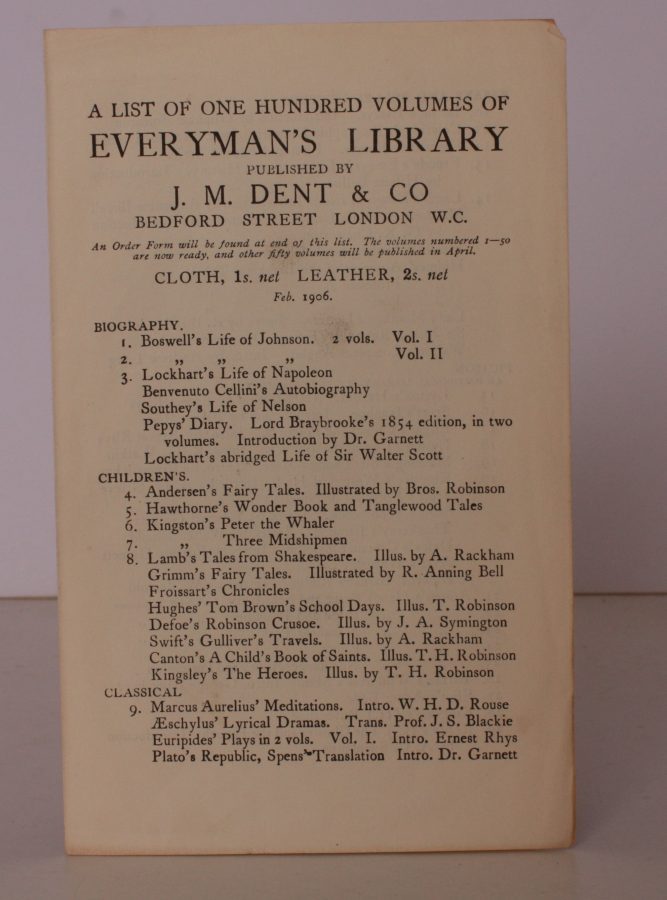 A LIST OF ONE HUNDRED VOLUMES OF
EVERYMAN'S LIBRARY
PUBLISHED BY
J. M. DENT & CO
BEDFORD STREET LONDON W.C.
An Order Form will be found at end of this list. The volumes numbered 1—50
are now ready, and other fifty volumes will be published in April.
CLOTH, 1s. net LEATHER, 2s. net
Feb. 1906.
BIOGRAPHY.
1. Boswell's Life of Johnson. 2 vols. Vol. I
2. „ „ „ Vol. II
3. Lockhart's Life of Napoleon
Benvenuto Cellini's Autobiography
Southey's Life of Nelson
Pepys' Diary. Lord Braybrooke's 1854 edition, in two
volumes. Introduction by Dr. Garnett
Lockhart's abridged Life of Sir Walter Scott
CHILDREN'S.
4. Andersen's Fairy Tales. Illustrated by Bros. Robinson
5. Hawthorne's Wonder Book and Tanglewood Tales
6. Kingston's Peter the Whaler
7. „ Three Midshipmen
8. Lamb's Tales from Shakespeare. Illus. by A. Rackham
Grimm's Fairy Tales. Illustrated by R. Anning Bell
Froissart's Chronicles
Hughes' Tom Brown's School Days. Illus. T. Robinson
Defoe's Robinson Crusoe. Illus. by J. A. Symington
Swift's Gulliver's Travels. Illus. by A. Rackham
Canton's A Child's Book of Saints. Illus. T. H. Robinson
Kingsley's The Heroes. Illus. by T. H. Robinson
CLASSICAL
9. Marcus Aurelius' Meditations. Intro. W. H. D. Rouse
Æschylus' Lyrical Dramas. Trans. Prof. J. S. Blackie
Euripides' Plays in 2 vols. Vol. I. Intro. Ernest Rhys
Plato's Republic, Spens' Translation Intro. Dr. Garnett